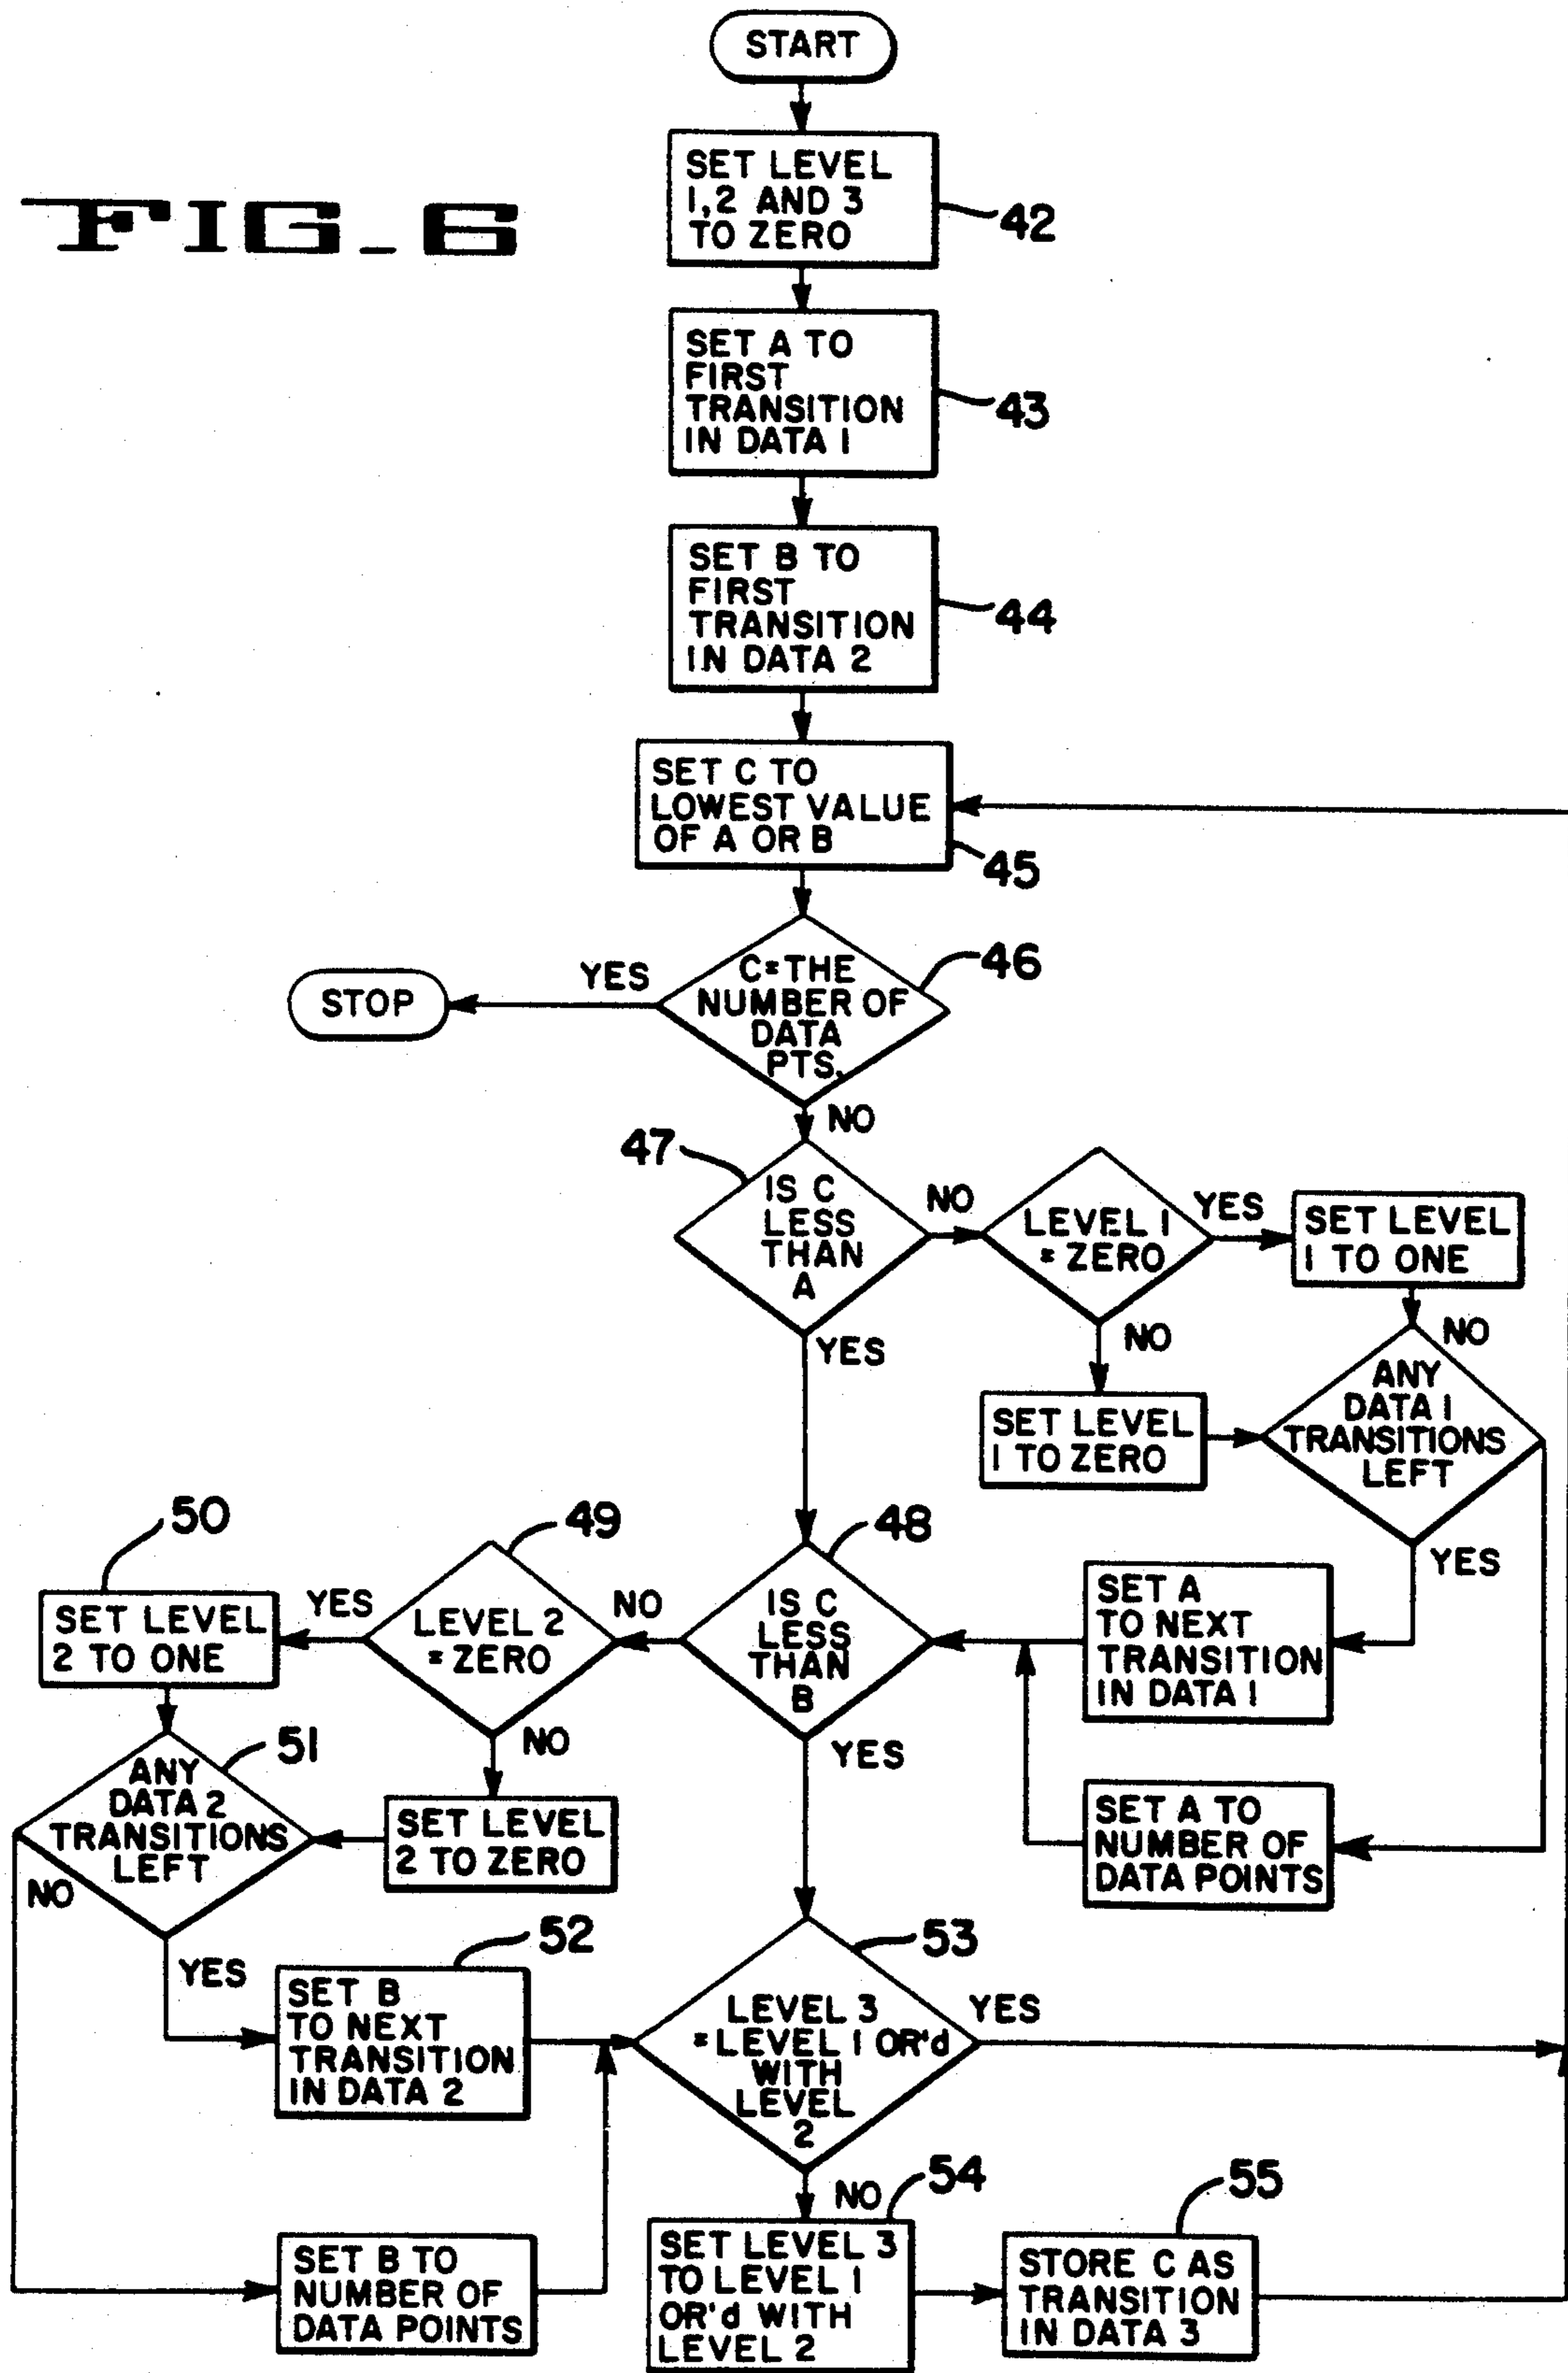 FIG_6
START
SET LEVEL
1,2 AND 3
TO ZERO
42
SET A TO
FIRST
TRANSITION
IN DATA 1
43
SET B TO
FIRST
TRANSITION
IN DATA 2
44
SET C TO
LOWEST VALUE
OF A OR B
45
C=THE
NUMBER OF
DATA
PTS.
46
YES
STOP
NO
47
IS C
LESS
THAN
A
NO
LEVEL 1
= ZERO
YES
SET LEVEL
1 TO ONE
YES
NO
NO
SET LEVEL
1 TO ZERO
ANY
DATA 1
TRANSITIONS
LEFT
YES
50
49
48
SET LEVEL
2 TO ONE
YES
LEVEL 2
= ZERO
NO
IS C
LESS
THAN
B
SET A
TO NEXT
TRANSITION
IN DATA 1
51
NO
YES
ANY
DATA 2
TRANSITIONS
LEFT
SET LEVEL
2 TO ZERO
SET A TO
NUMBER OF
DATA POINTS
NO
YES
52
SET B
TO NEXT
TRANSITION
IN DATA 2
53
LEVEL 3
=LEVEL 1 OR'd
WITH
LEVEL
2
YES
NO
54
55
SET B TO
NUMBER OF
DATA POINTS
SET LEVEL 3
TO LEVEL 1
OR'd WITH
LEVEL 2
STORE C AS
TRANSITION
IN DATA 3